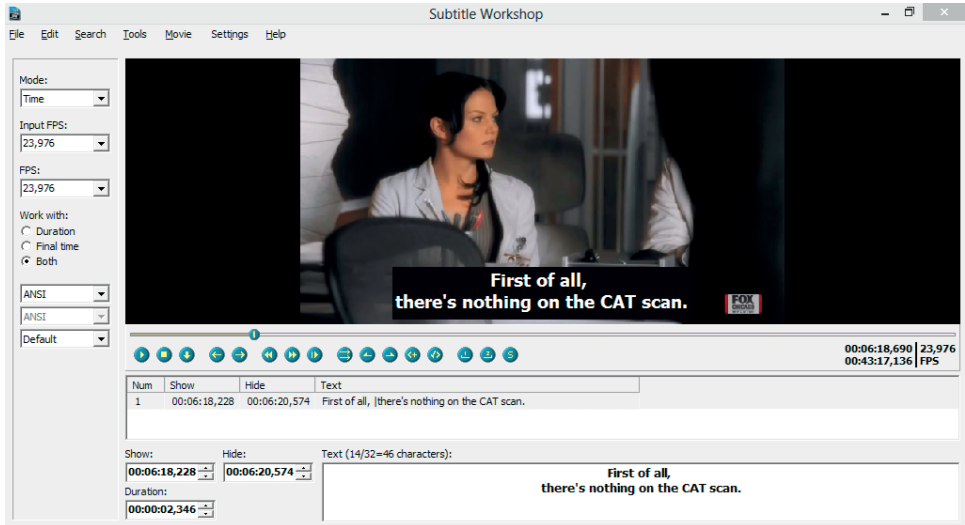 Subtitle Workshop
File Edit Search Tools Movie Settings Help
Mode:
Time
Input FPS:
23,976
FPS:
23,976
Work with:
Duration
Final time
Both
ANSI
ANSI
Default
First of all,
there's nothing on the CAT scan.
FOX
00:06:18,690 23,976
00:43:17,136 FPS
Num Show Hide Text
1 00:06:18,228 00:06:20,574 First of all, |there's nothing on the CAT scan.
Show: Hide: Text (14/32=46 characters):
00:06:18,228 00:06:20,574
Duration:
00:00:02,346
First of all,
there's nothing on the CAT scan.